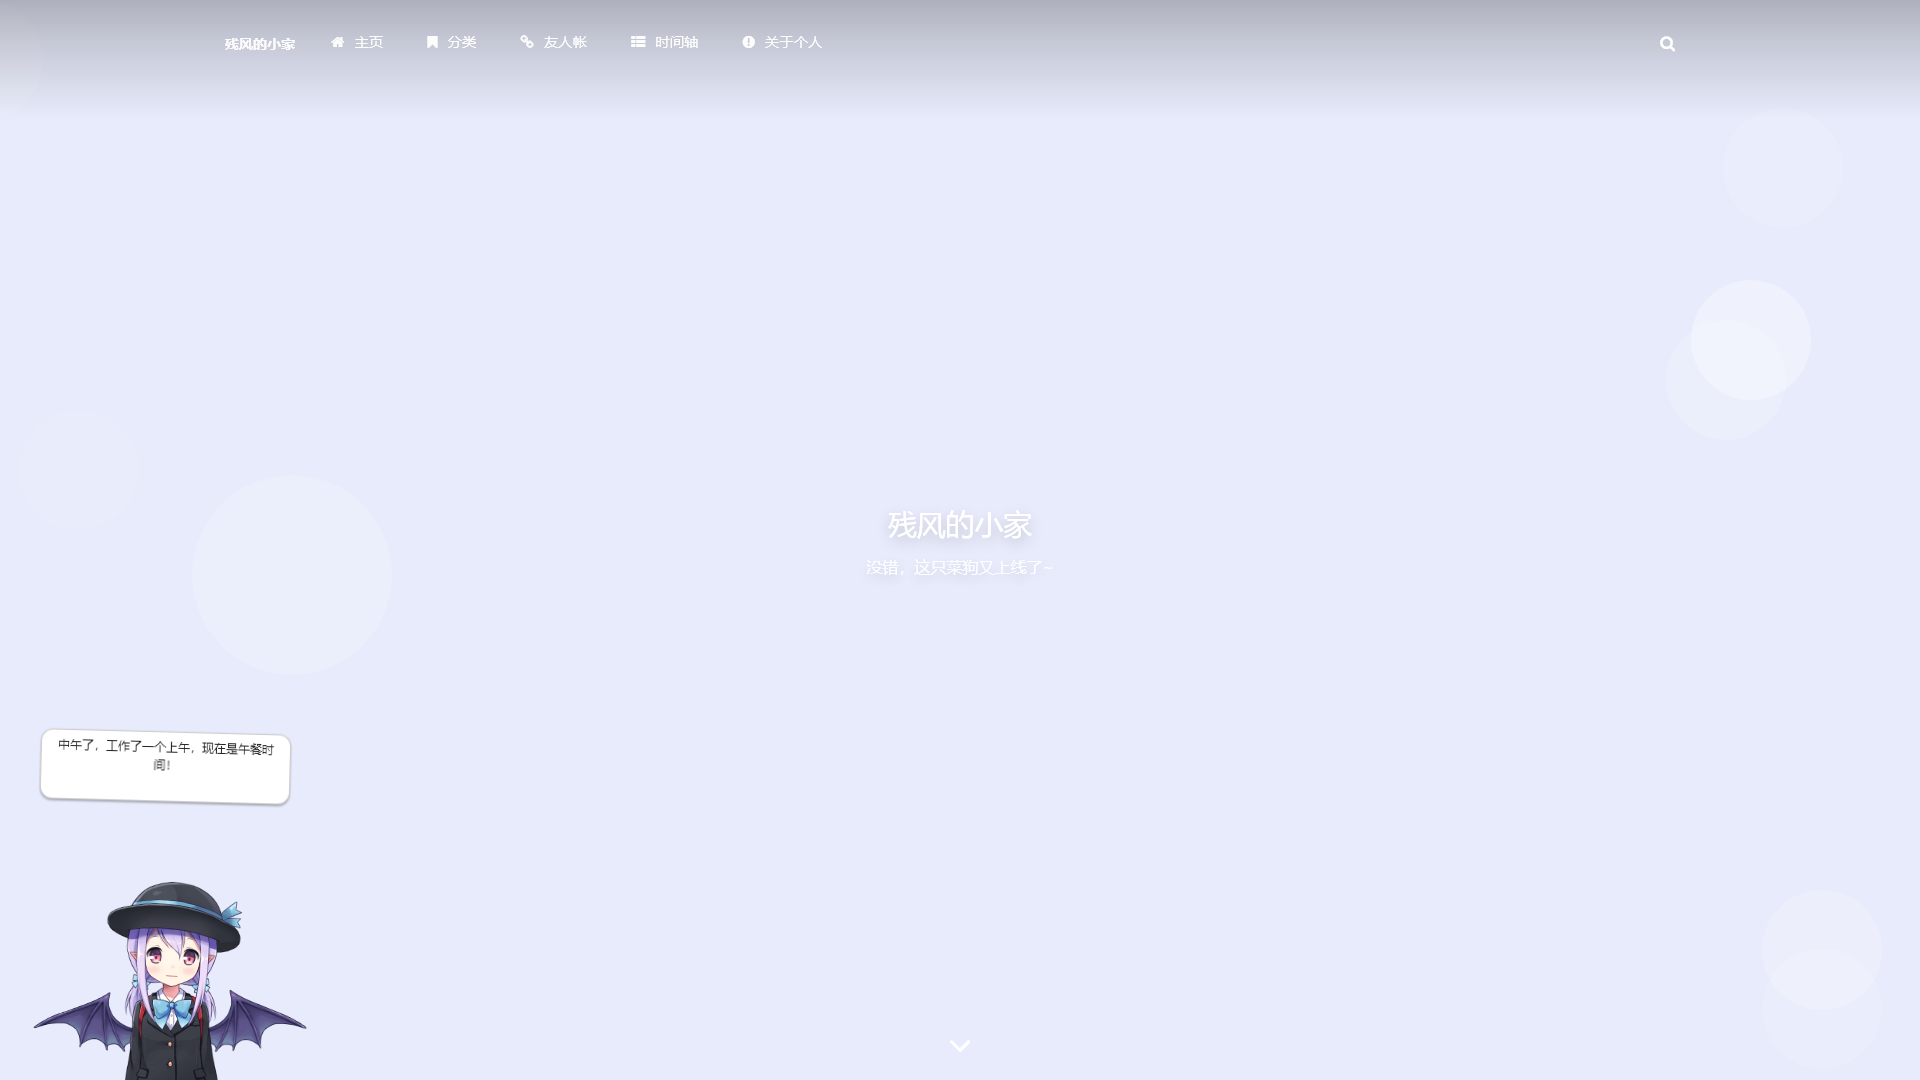 残风的小家 主页 分类 友人帐 时间轴 关于个人
残风的小家
没错，这只菜狗又上线了~
中午了，工作了一个上午，现在是午餐时
间！